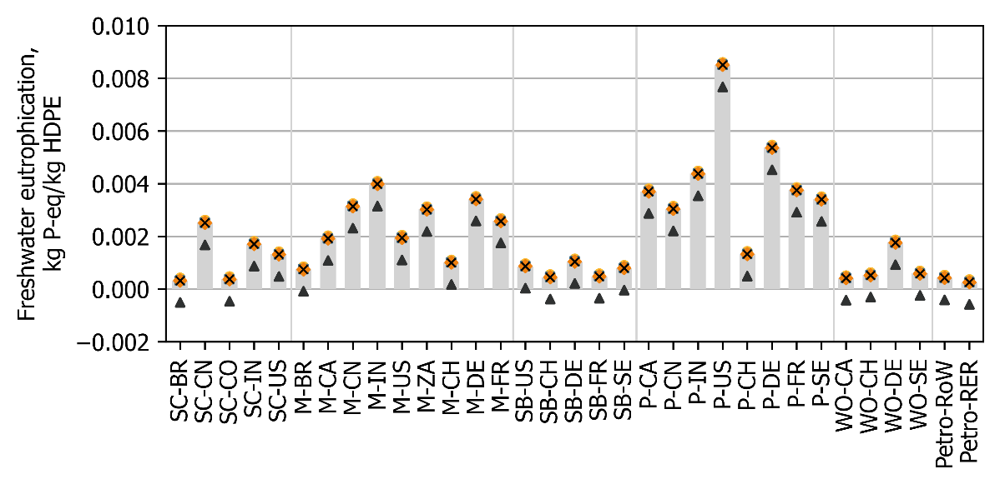 Freshwater eutrophication,
kg P-eq/kg HDPE
0.010
0.008
0.006
0.004
0.002
0.000
−0.002
SC-BR
SC-CN
SC-CO
SC-IN
SC-US
M-BR
M-CA
M-CN
M-IN
M-US
M-ZA
M-CH
M-DE
M-FR
SB-US
SB-CH
SB-DE
SB-FR
SB-SE
P-CA
P-CN
P-IN
P-US
P-CH
P-DE
P-FR
P-SE
WO-CA
WO-CH
WO-DE
WO-SE
Petro-RoW
Petro-RER